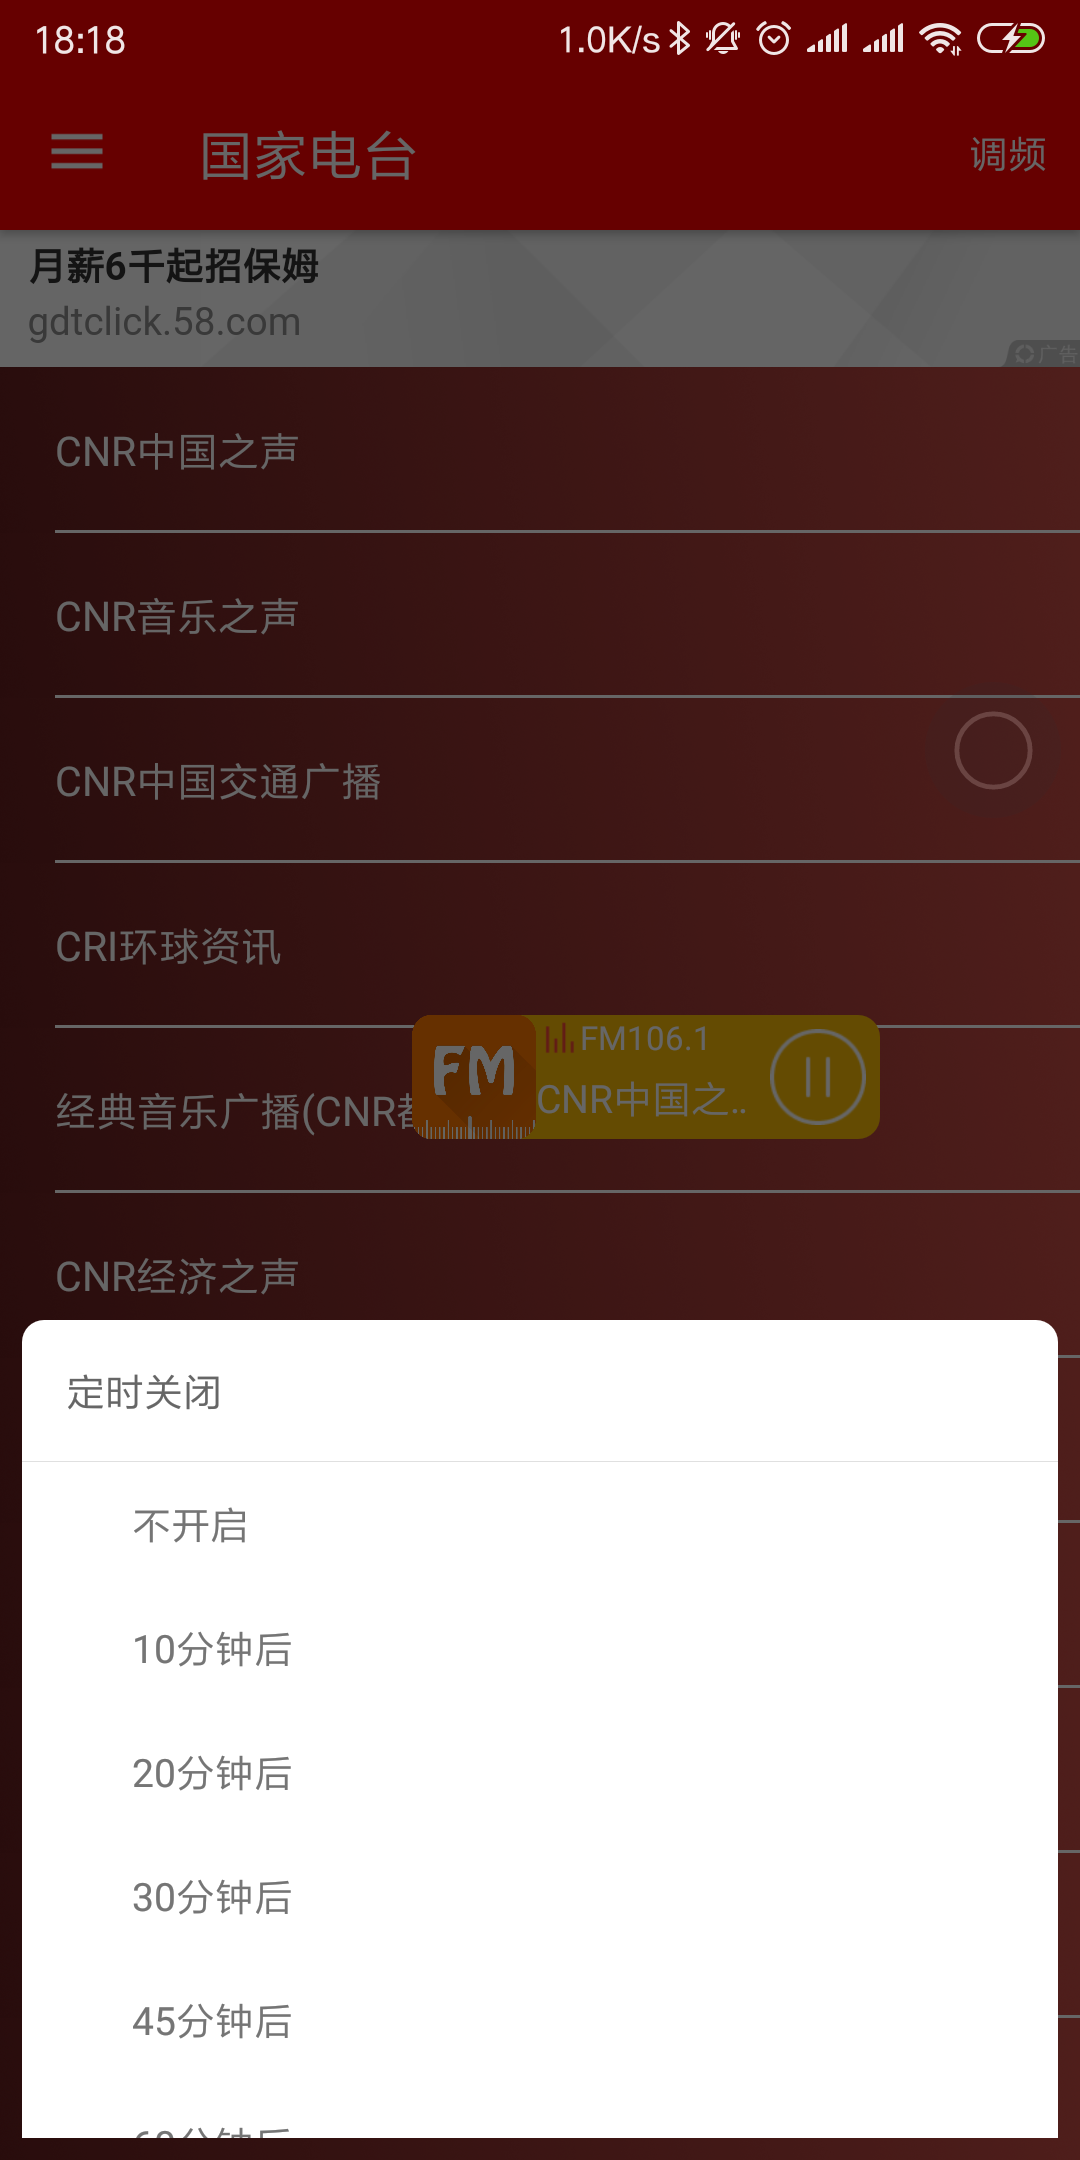 18:18
1.0K/s
国家电台
调频
月薪6千起招保姆
gdtclick.58.com
广告
CNR中国之声
CNR音乐之声
CNR中国交通广播
CRI环球资讯
FM
FM106.1
CNR中国之..
经典音乐广播(CNR
CNR经济之声
定时关闭
不开启
10分钟后
20分钟后
30分钟后
45分钟后